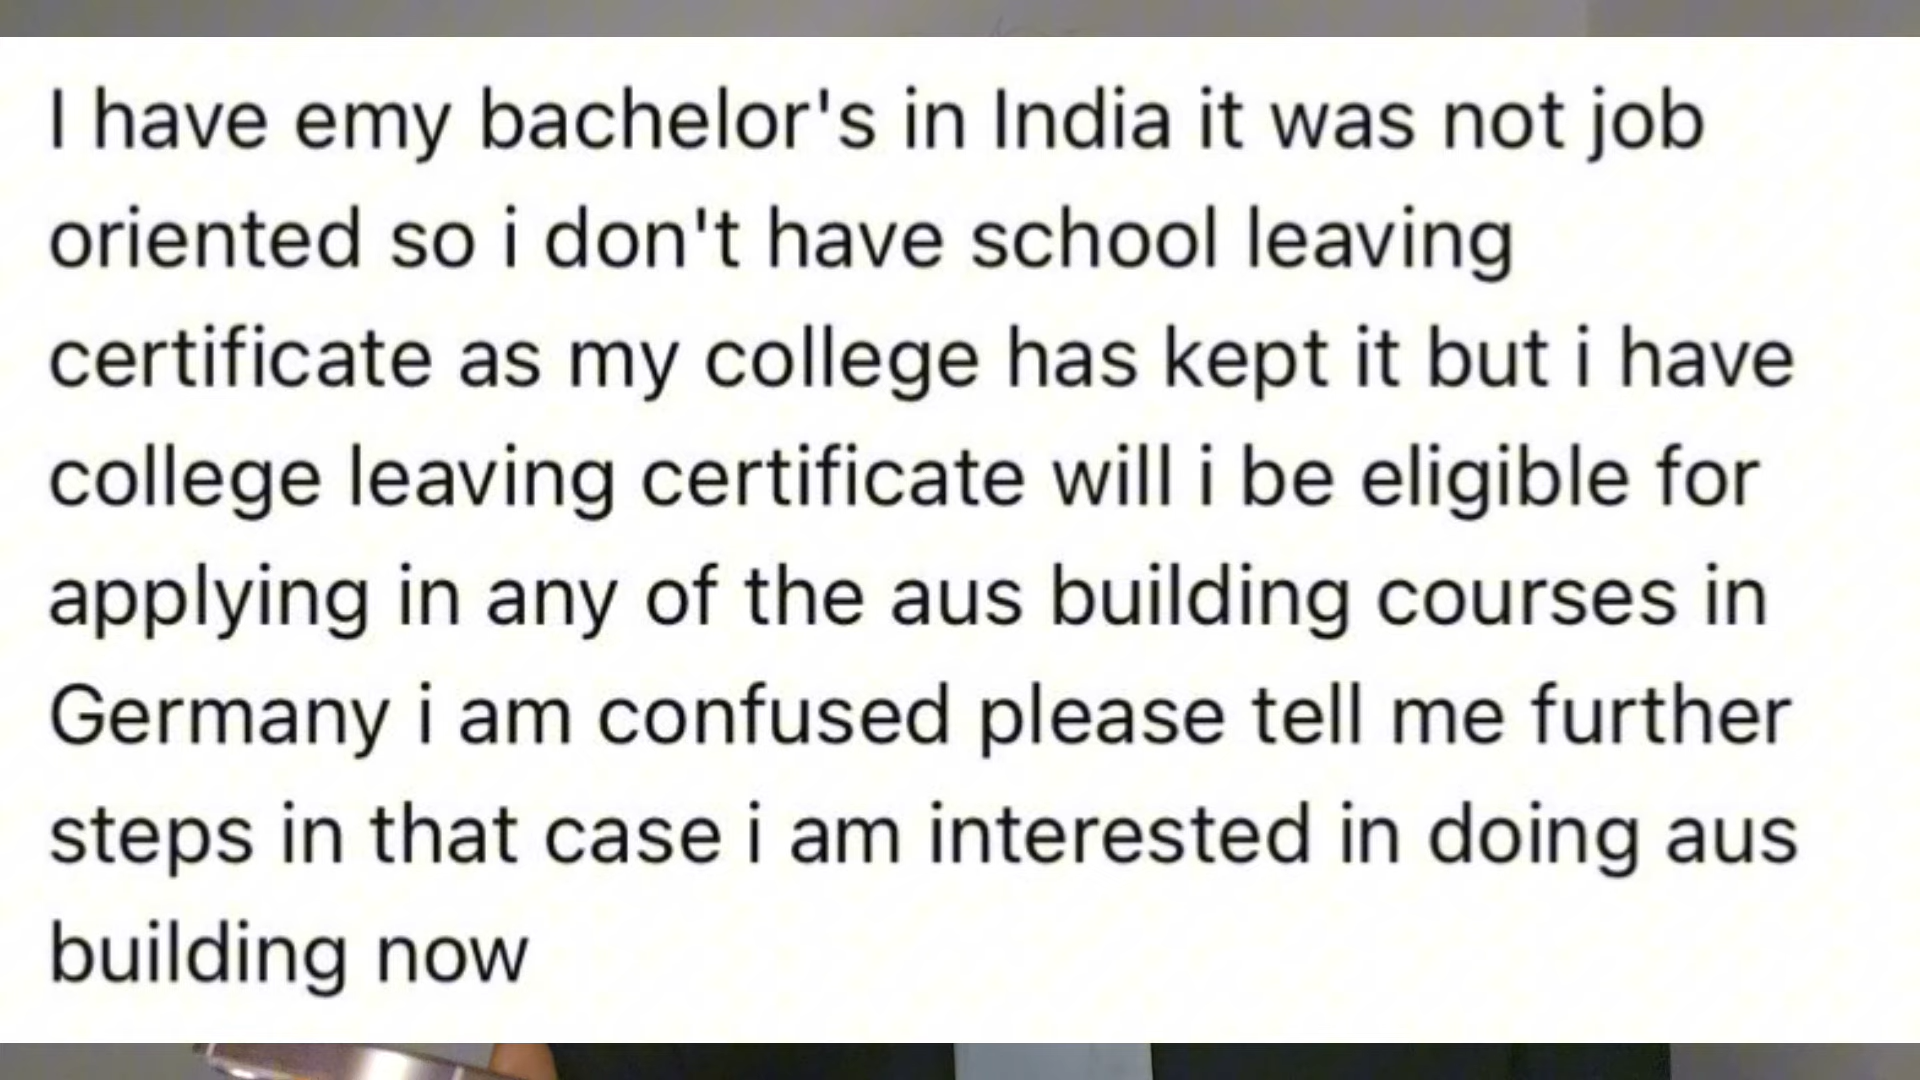 I have emy bachelor's in India it was not job
oriented so i don't have school leaving
certificate as my college has kept it but i have
college leaving certificate will i be eligible for
applying in any of the aus building courses in
Germany i am confused please tell me further
steps in that case i am interested in doing aus
building now